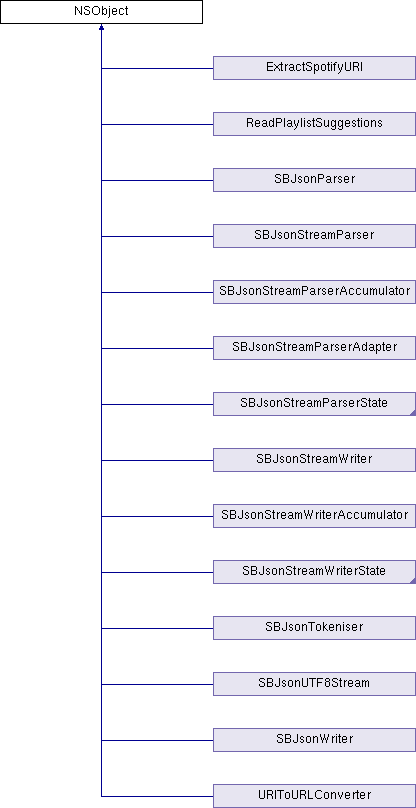 NSObject
ExtractSpotifyURI
ReadPlaylistSuggestions
SBJsonParser
SBJsonStreamParser
SBJsonStreamParserAccumulator
SBJsonStreamParserAdapter
SBJsonStreamParserState
SBJsonStreamWriter
SBJsonStreamWriterAccumulator
SBJsonStreamWriterState
SBJsonTokeniser
SBJsonUTF8Stream
SBJsonWriter
URIToURLConverter